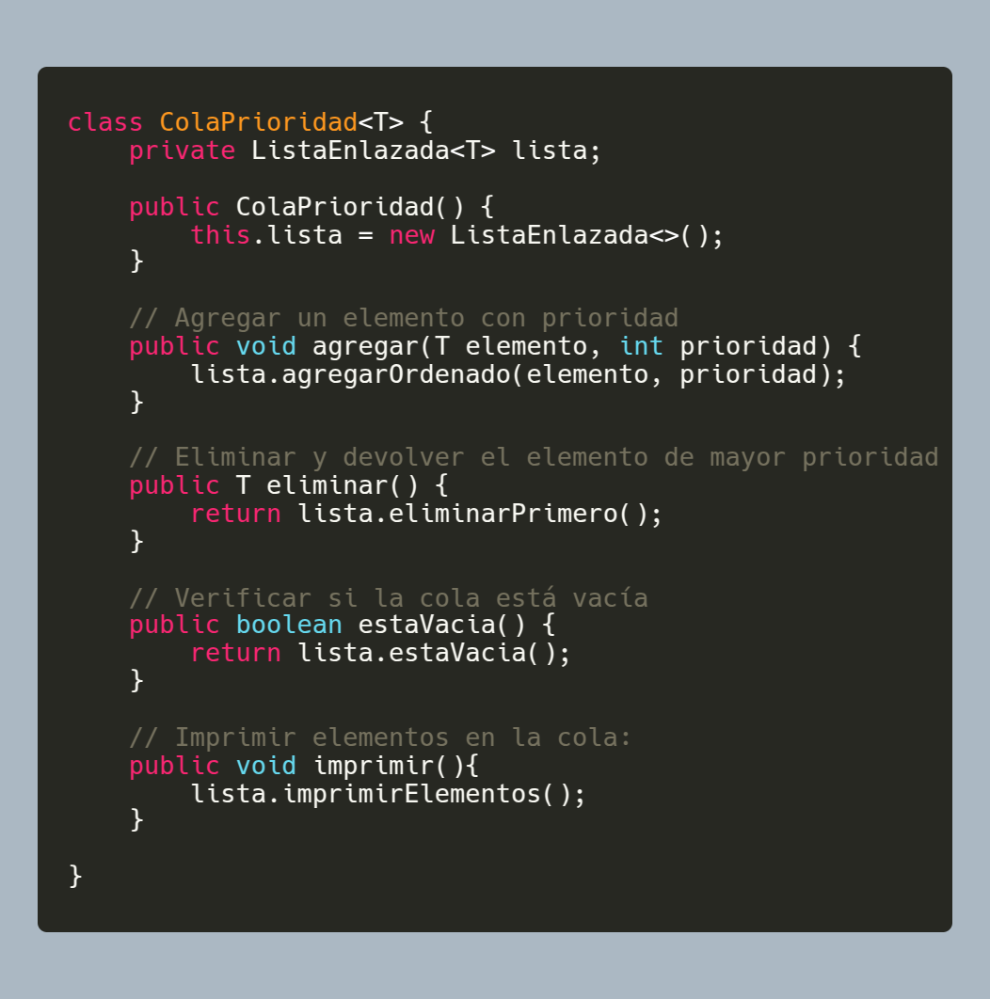 class ColaPrioridad<T> {
    private ListaEnlazada<T> lista;

    public ColaPrioridad() {
        this.lista = new ListaEnlazada<>();
    }

    // Agregar un elemento con prioridad
    public void agregar(T elemento, int prioridad) {
        lista.agregarOrdenado(elemento, prioridad);
    }

    // Eliminar y devolver el elemento de mayor prioridad
    public T eliminar() {
        return lista.eliminarPrimero();
    }

    // Verificar si la cola está vacía
    public boolean estaVacia() {
        return lista.estaVacia();
    }

    // Imprimir elementos en la cola:
    public void imprimir(){
        lista.imprimirElementos();
    }

}